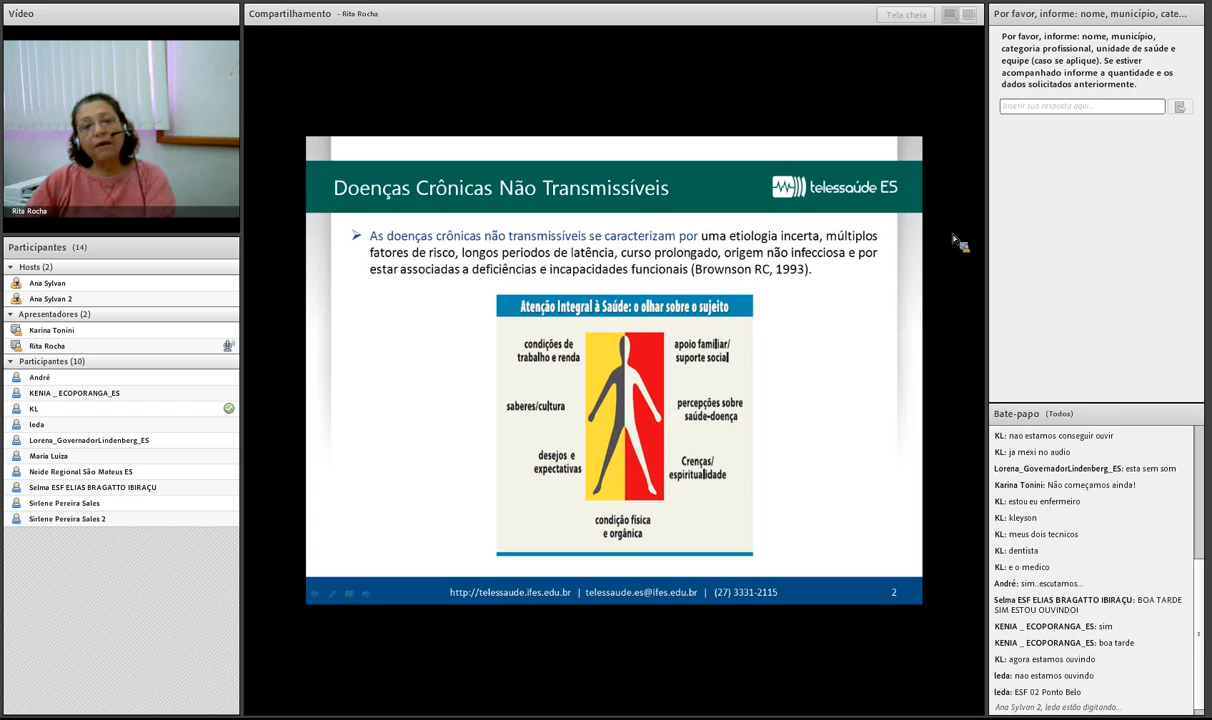 Vídeo
Rita Rocha
Participantes (14)
Hosts (2)
Ana Sylvan
Ana Sylvan 2
Apresentadores (2)
Karina Tonini
Rita Rocha
Participantes (10)
André
KENIA _ ECOPORANGA_ES
KL
leda
Lorena_GovernadorLindenberg_ES
Maria Luiza
Neide Regional São Mateus ES
Selma ESF ELIAS BRAGATTO IBIRAÇU
Sirlene Pereira Sales
Sirlene Pereira Sales 2
Compartilhamento - Rita Rocha
Tela cheia
Doenças Crônicas Não Transmissíveis
telessaúde ES
As doenças crônicas não transmissíveis se caracterizam por uma etiologia incerta, múltiplos
fatores de risco, longos periodos de latência, curso prolongado, origem não infecciosa e por
estar associadas a deficiências e incapacidades funcionais (Brownson RC, 1993).
Atenção Integral à Saúde: o olhar sobre o sujeito
condições de
trabalho e renda
apoio familiar/
suporte social
saberes/cultura
percepções sobre
saúde-doença
desejos e
expectativas
Crenças/
espiritualidade
condição física
e orgânica
http://telessaude.ifes.edu.br | telessaude.es@ifes.edu.br | (27) 3331-2115
2
Por favor, informe: nome, município, cate...
Por favor, informe: nome, município,
categoria profissional, unidade de saúde e
equipe (caso se aplique). Se estiver
acompanhado informe a quantidade e os
dados solicitados anteriormente.
Inserir sua resposta aqui...
Bate-papo (Todos)
KL: nao estamos conseguir ouvir
KL: ja mexi no audio
Lorena_GovernadorLindenberg_ES: esta sem som
Karina Tonini: Não começamos ainda!
KL: estou eu enfermeiro
KL: kleyson
KL: meus dois tecnicos
KL: dentista
KL: e o medico
André: sim..escutamos...
Selma ESF ELIAS BRAGATTO IBIRAÇU: BOA TARDE
SIM ESTOU OUVINDOI
KENIA _ ECOPORANGA_ES: sim
KENIA _ ECOPORANGA_ES: boa tarde
KL: agora estamos ouvindo
leda: nao estamos ouvindo
leda: ESF 02 Ponto Belo
Ana Sylvan 2, leda estão digitando...